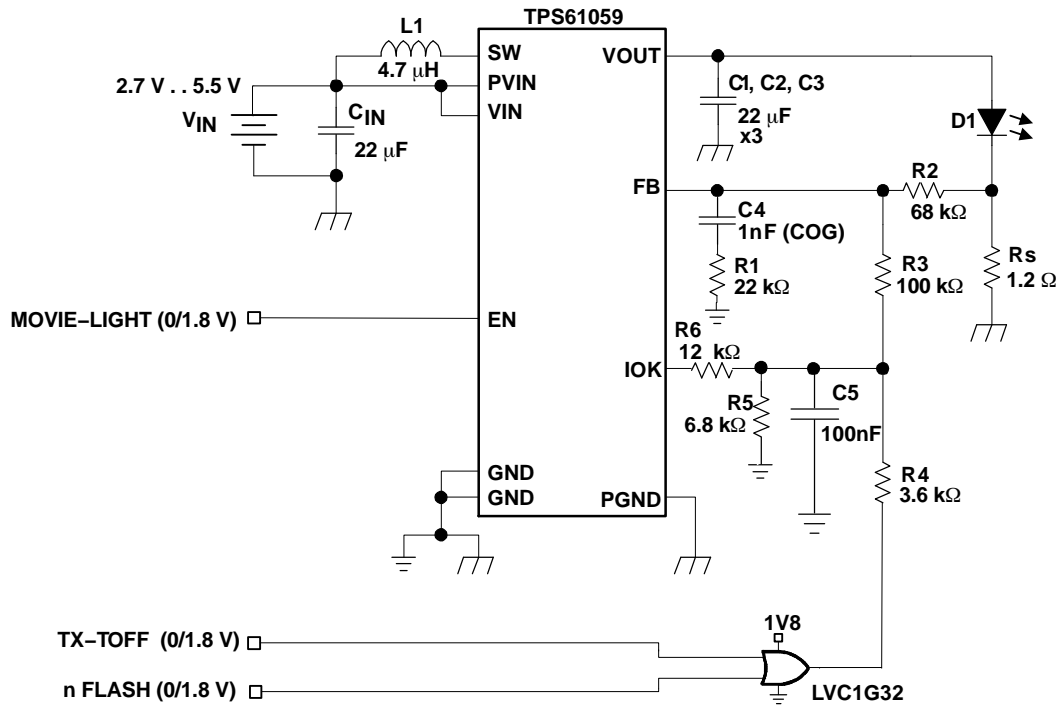 TPS61059
L1
4.7 μH
SW
PVIN
VIN
2.7 V . . 5.5 V
VIN
CIN
22 μF
VOUT
C1, C2, C3
22 μF
x3
D1
FB
R2
68 kΩ
C4
1nF (COG)
R1
22 kΩ
R3
100 kΩ
Rs
1.2 Ω
MOVIE–LIGHT (0/1.8 V)
EN
R6
12 kΩ
IOK
R5
6.8 kΩ
C5
100nF
GND
GND
PGND
R4
3.6 kΩ
TX–TOFF (0/1.8 V)
1V8
n FLASH (0/1.8 V)
LVC1G32